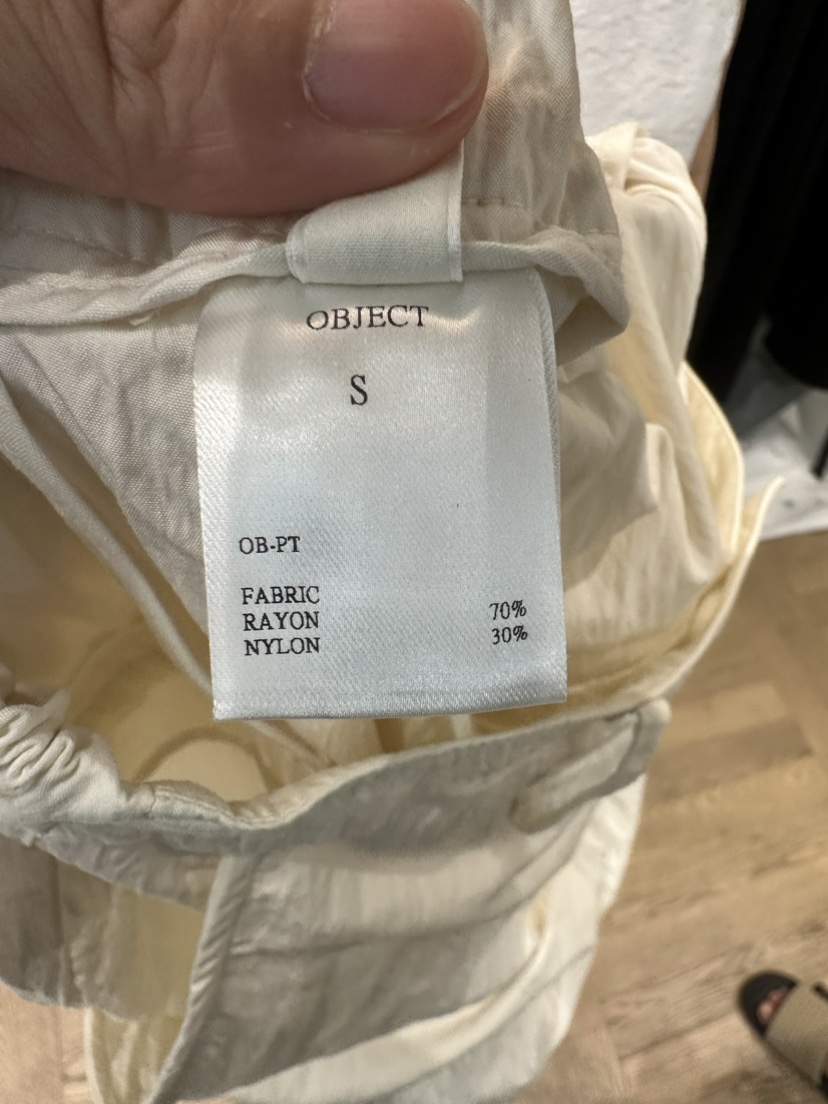 OBJECT
S
OB-PT
FABRIC
RAYON 70%
NYLON 30%